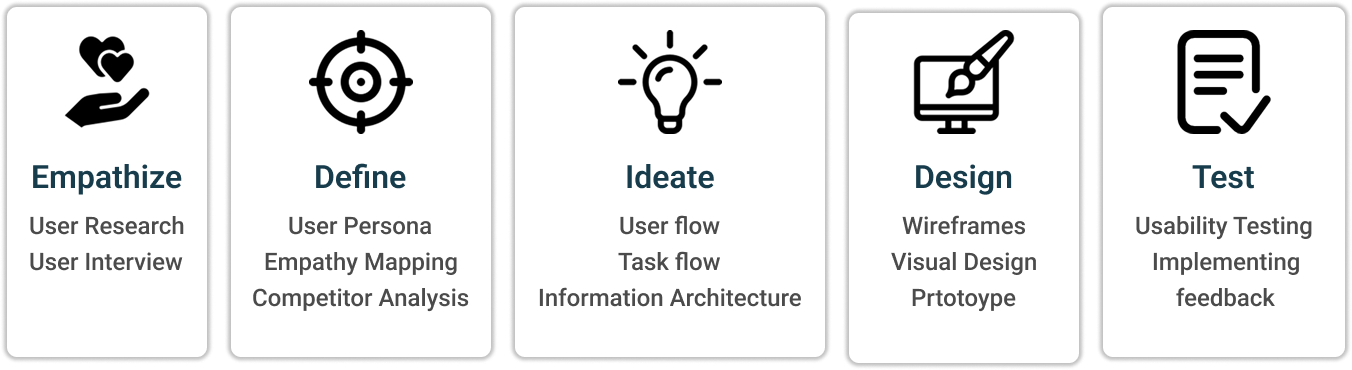 Empathize
User Research
User Interview
Define
User Persona
Empathy Mapping
Competitor Analysis
Ideate
User flow
Task flow
Information Architecture
Design
Wireframes
Visual Design
Prtotoype
Test
Usability Testing
Implementing
feedback